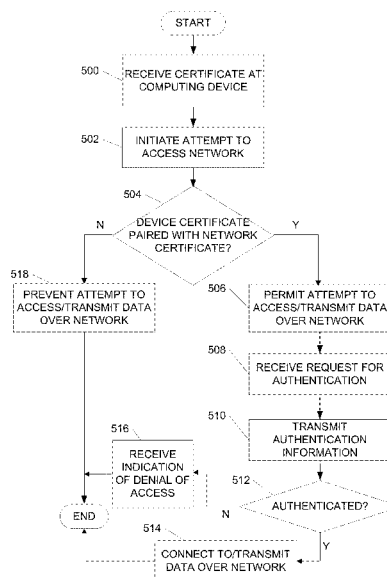 START
500
RECEIVE CERTIFICATE AT
COMPUTING DEVICE
502
INITIATE ATTEMPT TO
ACCESS NETWORK
504
DEVICE CERTIFICATE
PAIRED WITH NETWORK
CERTIFICATE?
N
Y
518
PREVENT ATTEMPT TO
ACCESS/TRANSMIT DATA
OVER NETWORK
506
PERMIT ATTEMPT TO
ACCESS/TRANSMIT DATA
OVER NETWORK
508
RECEIVE REQUEST FOR
AUTHENTICATION
510
TRANSMIT
AUTHENTICATION
INFORMATION
516
RECEIVE
INDICATION
OF DENIAL OF
ACCESS
512
AUTHENTICATED?
N
Y
END
514
CONNECT TO/TRANSMIT
DATA OVER NETWORK